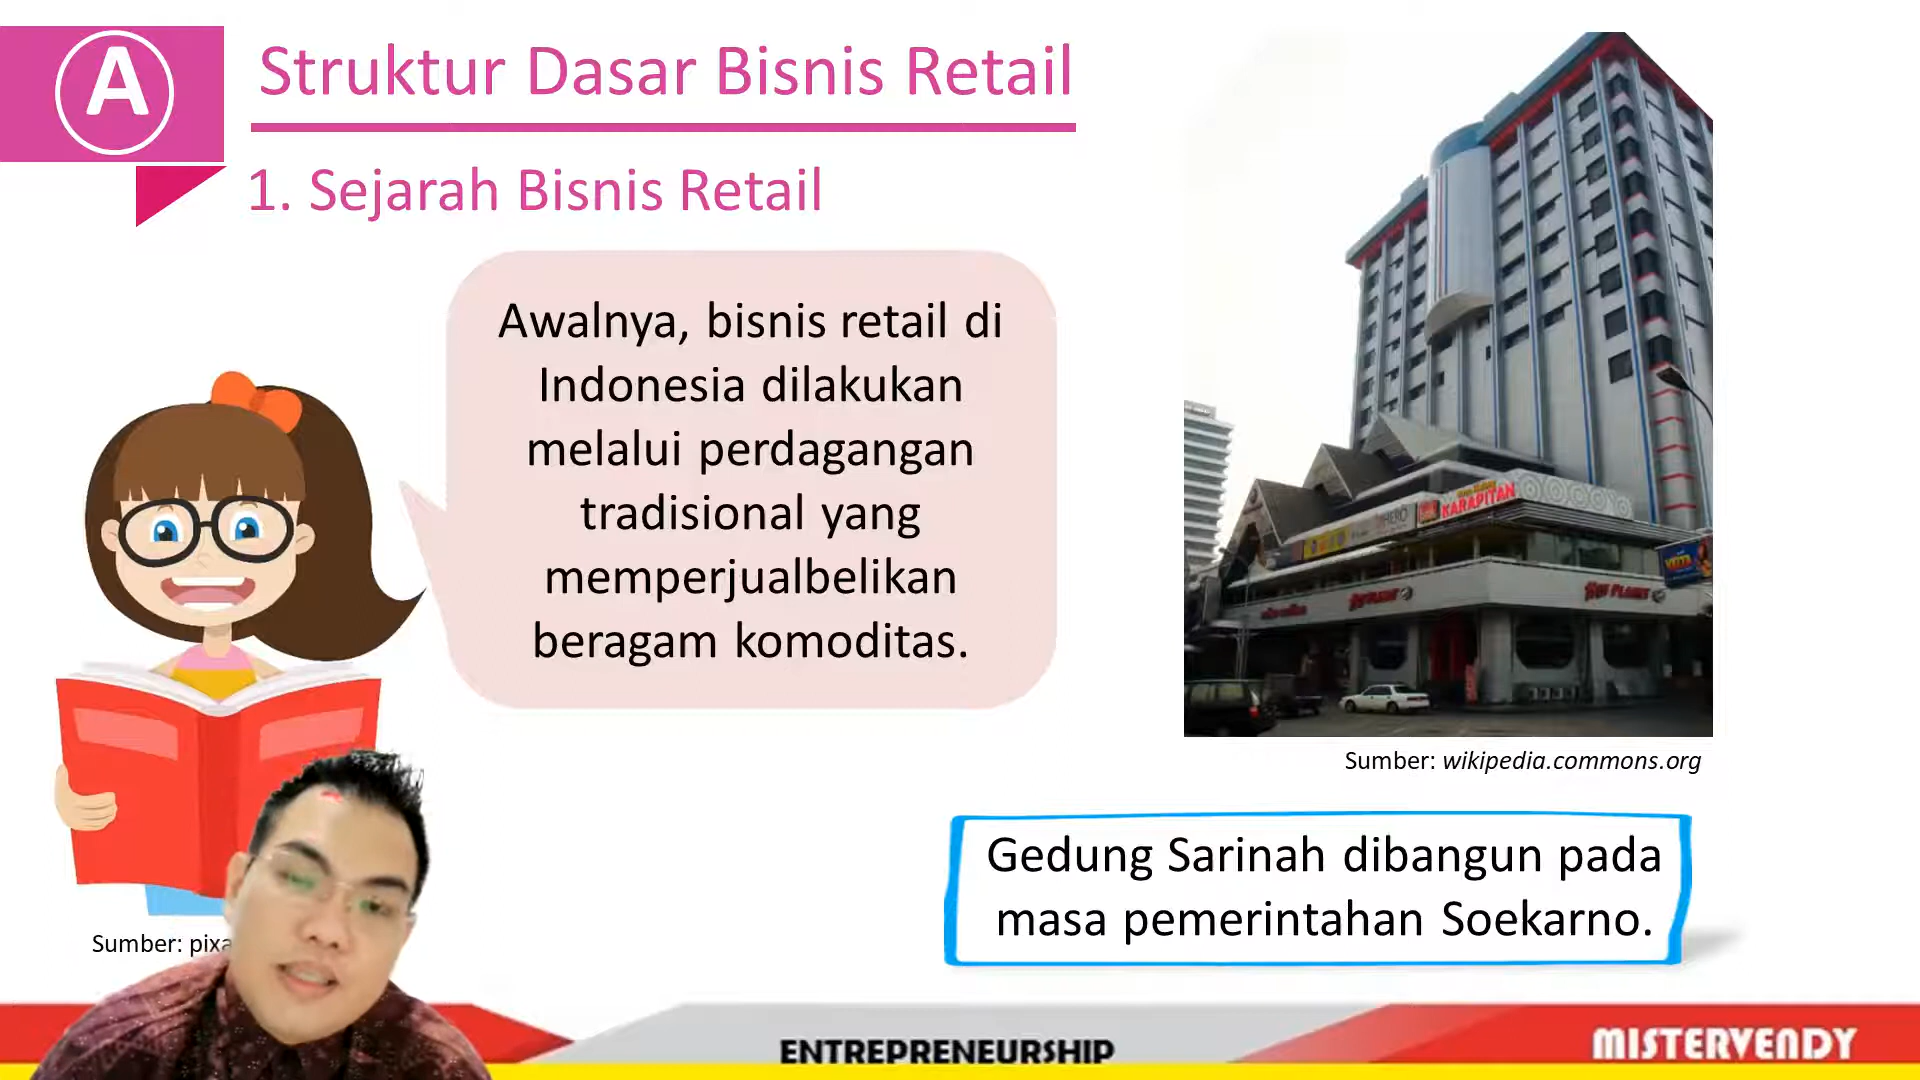 A
Struktur Dasar Bisnis Retail
1. Sejarah Bisnis Retail
Awalnya, bisnis retail di
Indonesia dilakukan
melalui perdagangan
tradisional yang
memperjualbelikan
beragam komoditas.
HERO
KARAPITAN
Sumber: wikipedia.commons.org
Gedung Sarinah dibangun pada
masa pemerintahan Soekarno.
Sumber: pixa
ENTREPRENEURSHIP
MISTERVENDY